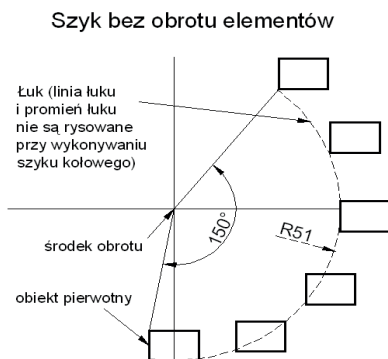 Szyk bez obrotu elementów
Łuk (linia łuku
i promień łuku
nie są rysowane
przy wykonywaniu
szyku kołowego)
150°
R51
środek obrotu
obiekt pierwotny